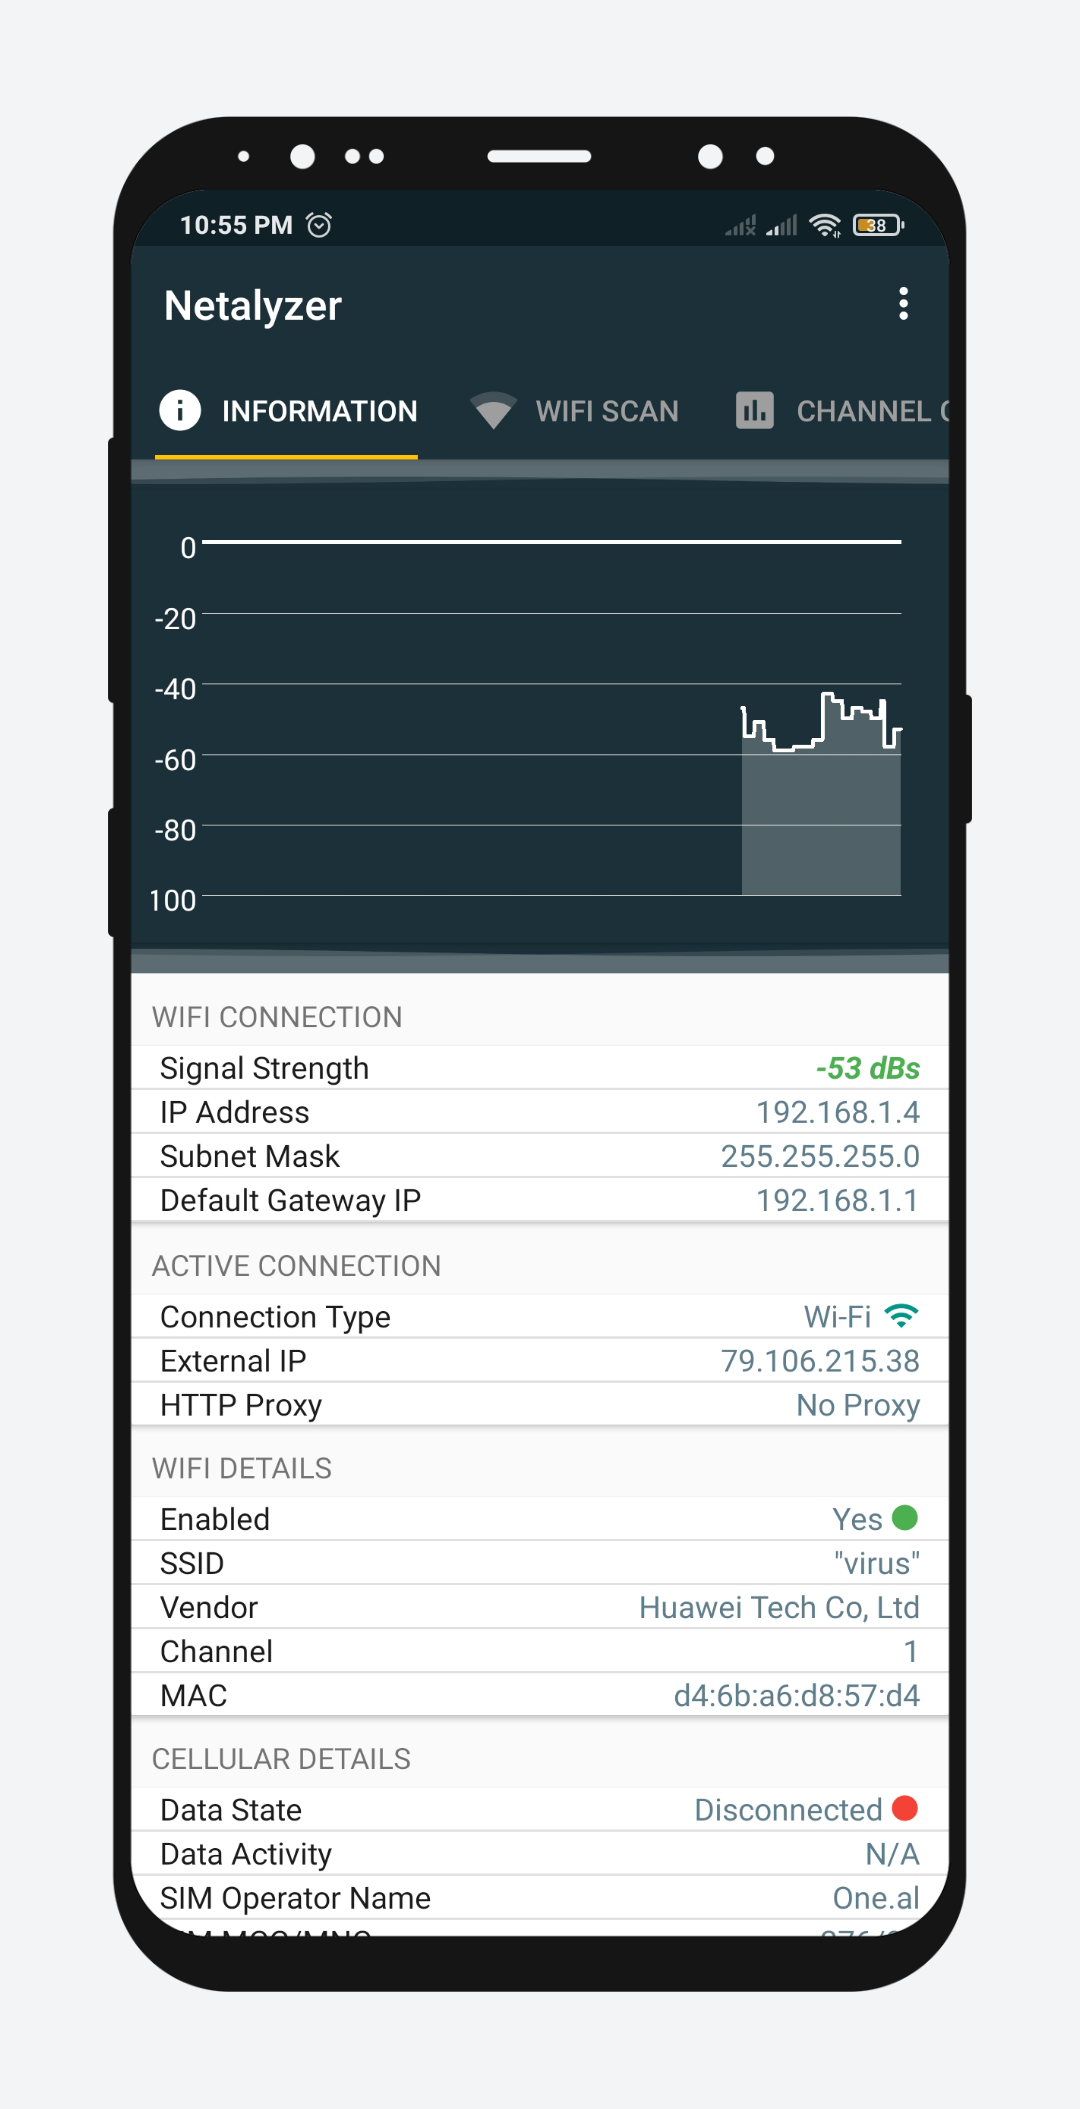 10:55 PM 38
Netalyzer
INFORMATION WIFI SCAN CHANNEL
0
-20
-40
-60
-80
100
WIFI CONNECTION
Signal Strength -53 dBs
IP Address 192.168.1.4
Subnet Mask 255.255.255.0
Default Gateway IP 192.168.1.1
ACTIVE CONNECTION
Connection Type Wi-Fi
External IP 79.106.215.38
HTTP Proxy No Proxy
WIFI DETAILS
Enabled Yes
SSID "virus"
Vendor Huawei Tech Co, Ltd
Channel 1
MAC d4:6b:a6:d8:57:d4
CELLULAR DETAILS
Data State Disconnected
Data Activity N/A
SIM Operator Name One.al